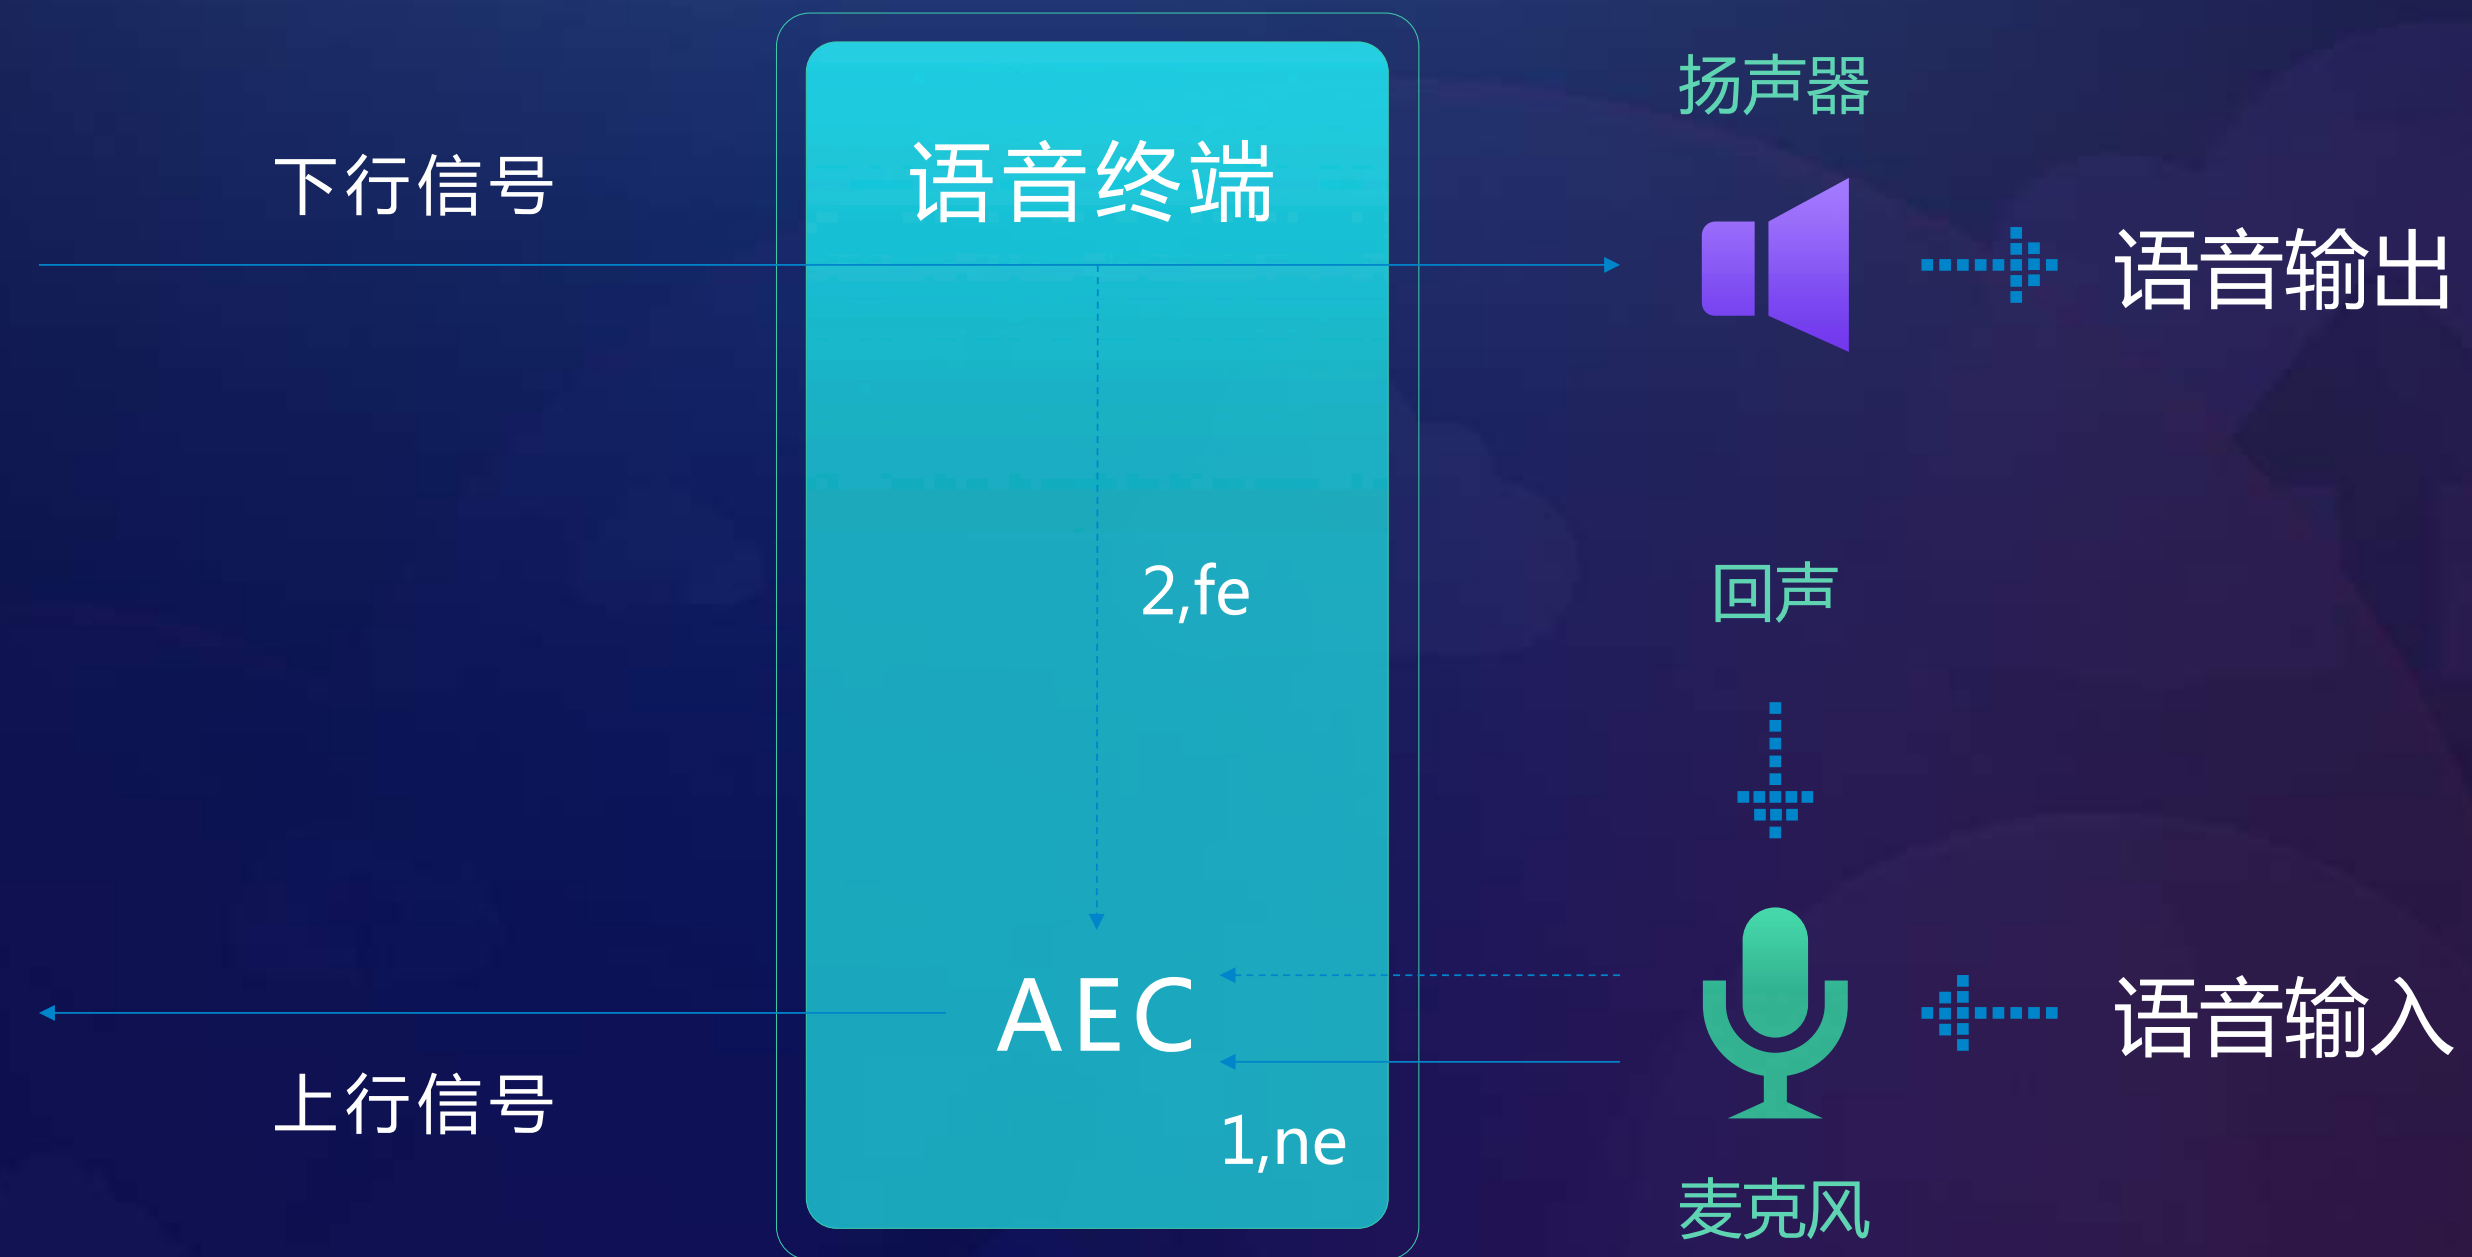 扬声器
下行信号
语音终端
语音输出
2,fe
回声
AEC
语音输入
上行信号
1,ne
麦克风